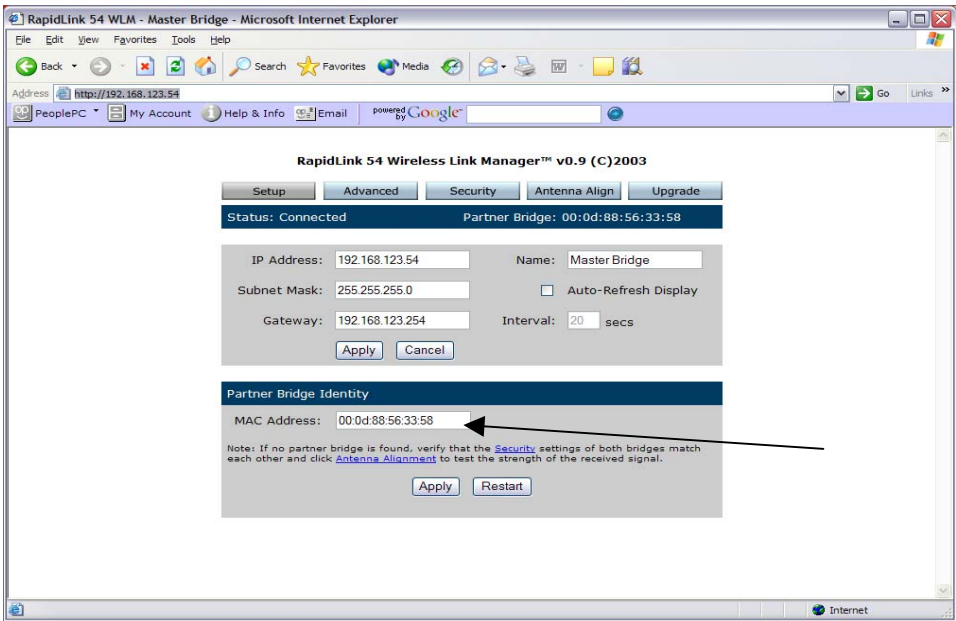 RapidLink 54 WLM - Master Bridge - Microsoft Internet Explorer
File Edit View Favorites Tools Help
Back Search Favorites Media
Address http://192.168.123.54 Go Links »
PeoplePC My Account Help & Info Email powered by Google
RapidLink 54 Wireless Link Manager™ v0.9 (C)2003
Setup Advanced Security Antenna Align Upgrade
Status: Connected Partner Bridge: 00:0d:88:56:33:58
IP Address: 192.168.123.54 Name: Master Bridge
Subnet Mask: 255.255.255.0 Auto-Refresh Display
Gateway: 192.168.123.254 Interval: 20 secs
Apply Cancel
Partner Bridge Identity
MAC Address: 00:0d:88:56:33:58
Note: If no partner bridge is found, verify that the Security settings of both bridges match
each other and click Antenna Alignment to test the strength of the received signal.
Apply Restart
Internet